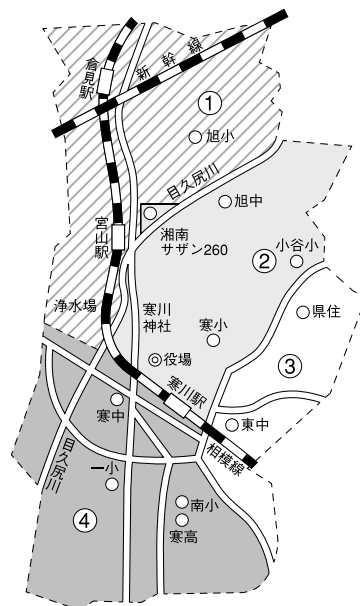 倉見駅
新幹線
①
旭小
目久尻川
旭中
湘南
サザン260
宮山駅
②
小谷小
浄水場
寒川
神社
県住
寒小
役場
③
寒川駅
寒中
東中
相模線
目久尻川
一小
④
南小
寒高